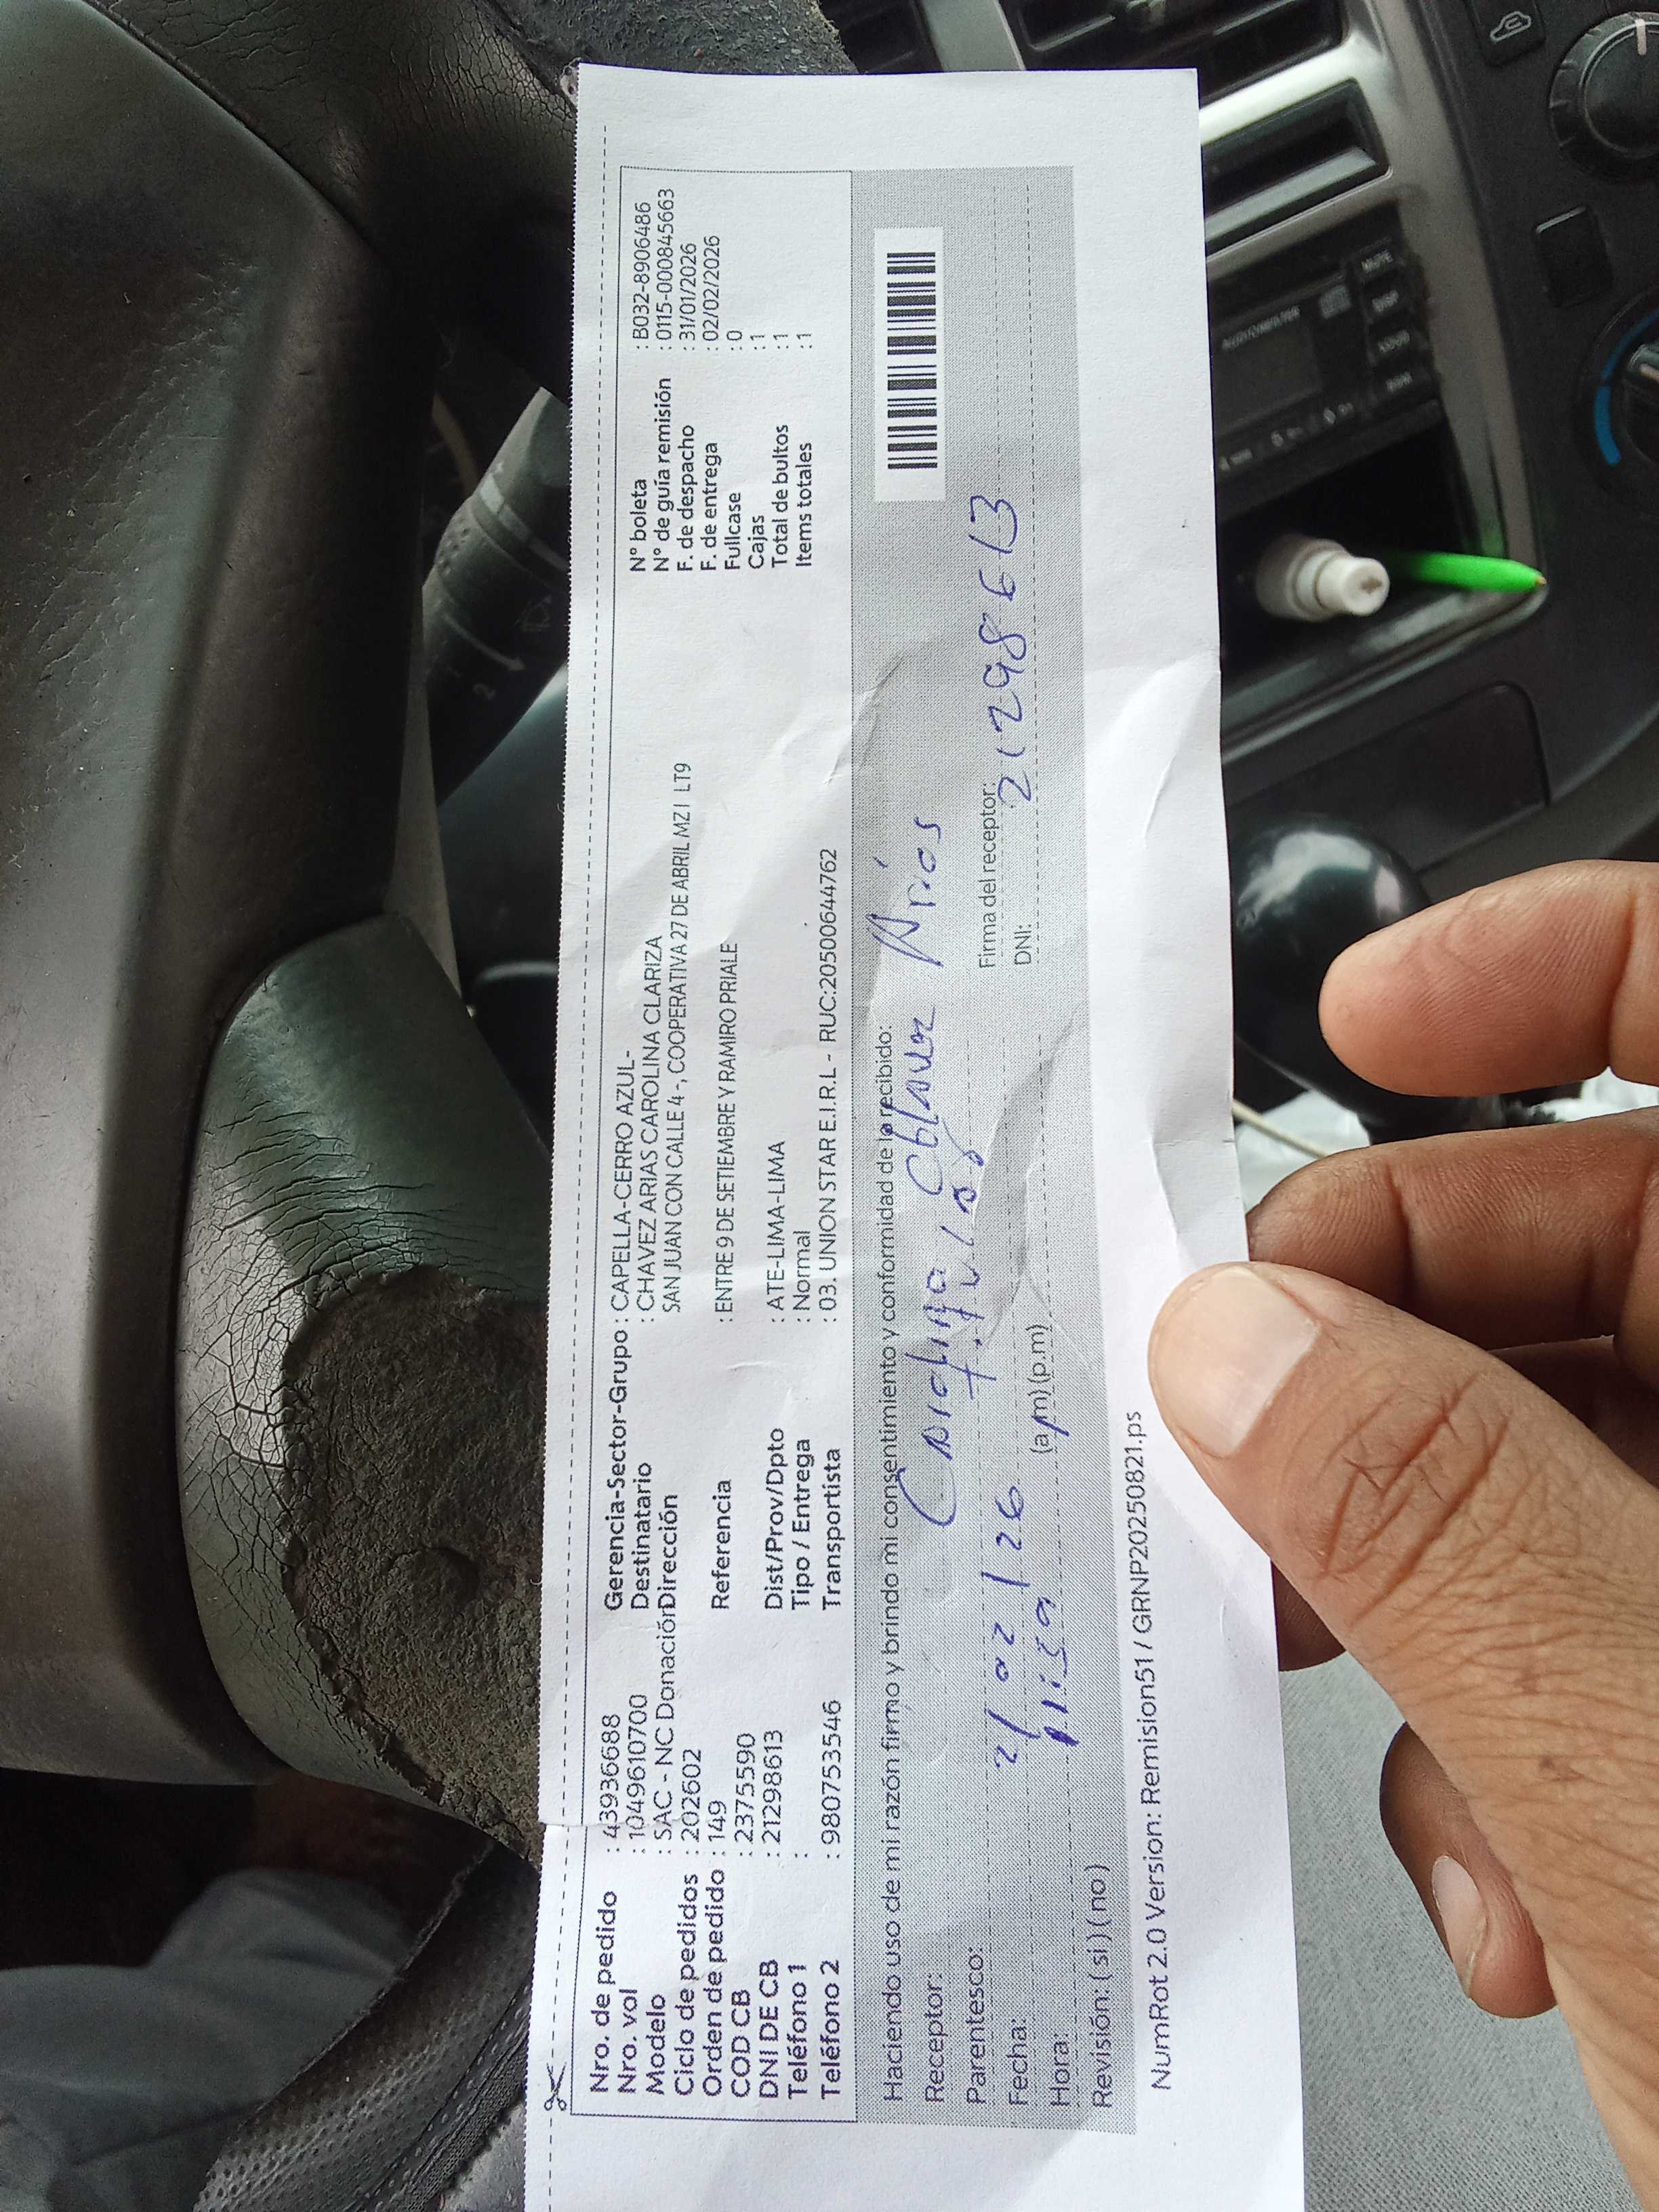 Nro. de pedido : 43936688 Gerencia-Sector-Grupo : CAPELLA-CERRO AZUL- N° boleta : B032-8906486
Nro. vol : 1049610700 Destinatario : CHAVEZ ARIAS CAROLINA CLARIZA N° de guía remisión : 0115-000845663
Modelo : SAC - NC Donación Dirección SAN JUAN CON CALLE 4 -, COOPERATIVA 27 DE ABRIL MZ I LT9 F. de despacho : 31/01/2026
Ciclo de pedidos : 202602 F. de entrega : 02/02/2026
Orden de pedido : 149 Referencia : ENTRE 9 DE SETIEMBRE Y RAMIRO PRIALE Fullcase : 0
COD CB : 2375590 Cajas : 1
DNI DE CB : 21298613 Dist/Prov/Dpto : ATE-LIMA-LIMA Total de bultos : 1
Teléfono 1 : Tipo / Entrega : Normal Items totales : 1
Teléfono 2 : 980753546 Transportista : 03. UNION STAR E.I.R.L - RUC:20500644762
Haciendo uso de mi razón firmo y brindo mi consentimiento y conformidad de lo recibido:
Receptor: Carolina Chavez Arias
Parentesco: Firma del receptor:
Fecha: 2/02/26 DNI: 21298613
Hora: (a.m) (p.m)
Revisión: ( si ) ( no )
NumRot 2.0 Version: Remision51 / GRNP20250821.ps
MUTE
DISP